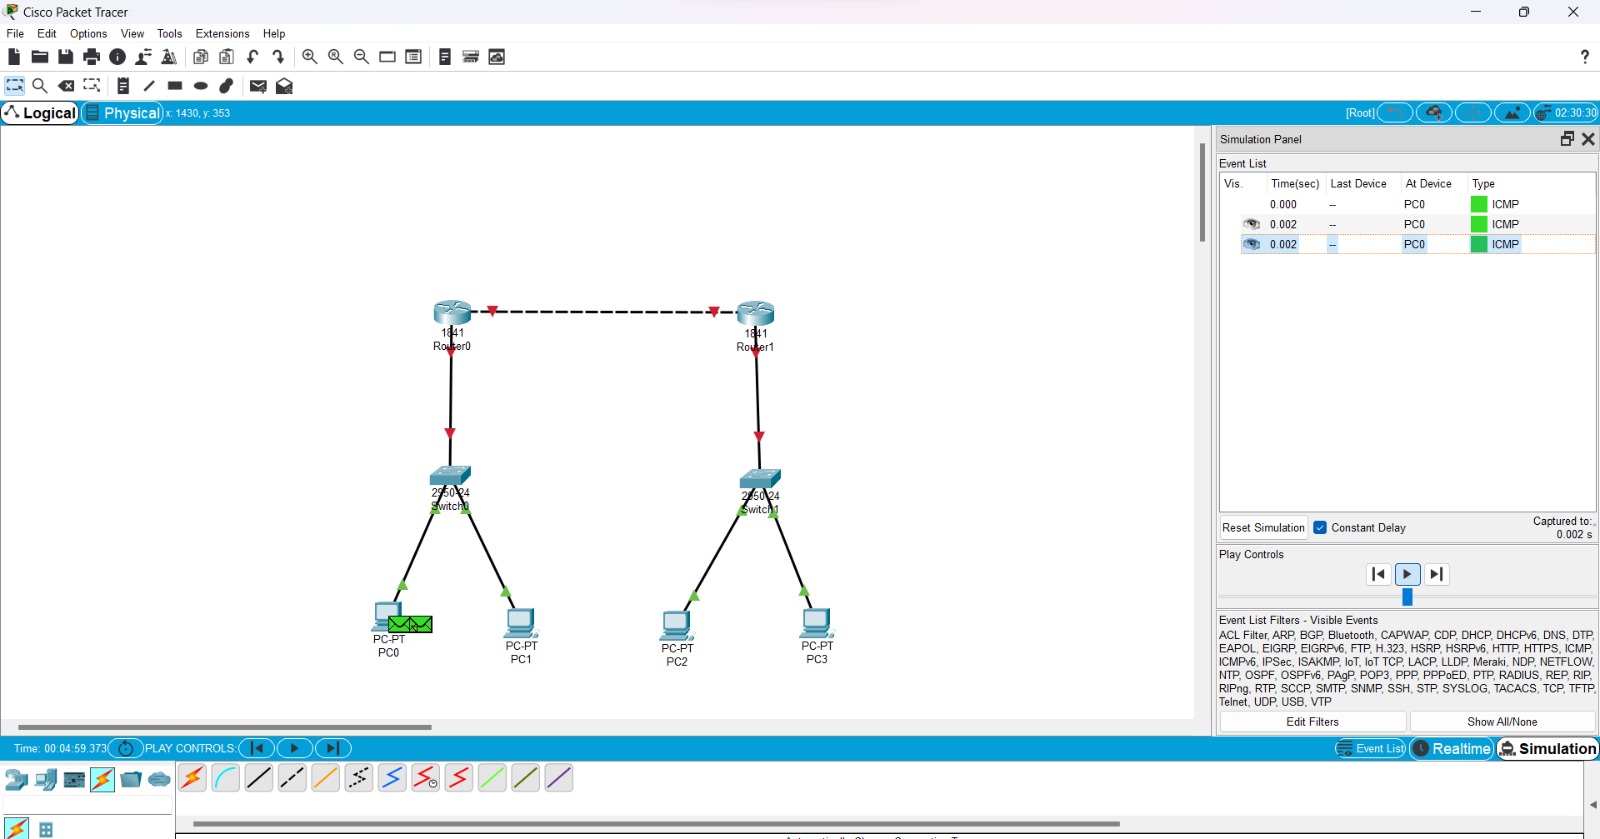 Cisco Packet Tracer
File Edit Options View Tools Extensions Help
?
Logical Physical x: 1430, y: 353 [Root] 02:30:30
Simulation Panel
Event List
Vis. Time(sec) Last Device At Device Type
0.000 -- PC0 ICMP
0.002 -- PC0 ICMP
0.002 -- PC0 ICMP
1841
Router0
1841
Router1
2950-24
Switch0
2950-24
Switch1
PC-PT
PC0
PC-PT
PC1
PC-PT
PC2
PC-PT
PC3
Reset Simulation Constant Delay Captured to:
0.002 s
Play Controls
Event List Filters - Visible Events
ACL Filter, ARP, BGP, Bluetooth, CAPWAP, CDP, DHCP, DHCPv6, DNS, DTP,
EAPOL, EIGRP, EIGRPv6, FTP, H.323, HSRP, HSRPv6, HTTP, HTTPS, ICMP,
ICMPv6, IPSec, ISAKMP, IoT, IoT TCP, LACP, LLDP, Meraki, NDP, NETFLOW,
NTP, OSPF, OSPFv6, PAgP, POP3, PPP, PPPoED, PTP, RADIUS, REP, RIP,
RIPng, RTP, SCCP, SMTP, SNMP, SSH, STP, SYSLOG, TACACS, TCP, TFTP,
Telnet, UDP, USB, VTP
Edit Filters Show All/None
Time: 00:04:59.373 PLAY CONTROLS: Event List Realtime Simulation